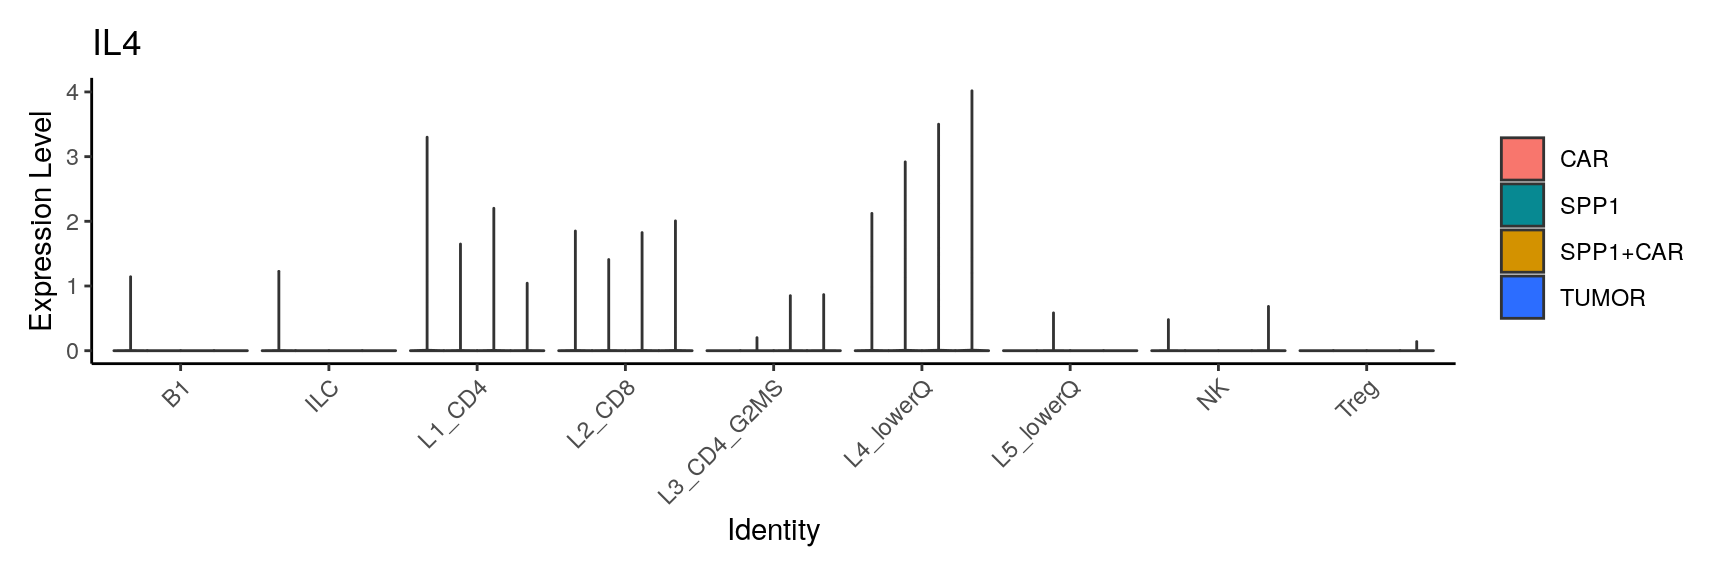 IL4
Expression Level
4
3
2
1
0
B1
ILC
L1_CD4
L2_CD8
L3_CD4_G2MS
L4_lowerQ
L5_lowerQ
NK
Treg
Identity
CAR
SPP1
SPP1+CAR
TUMOR